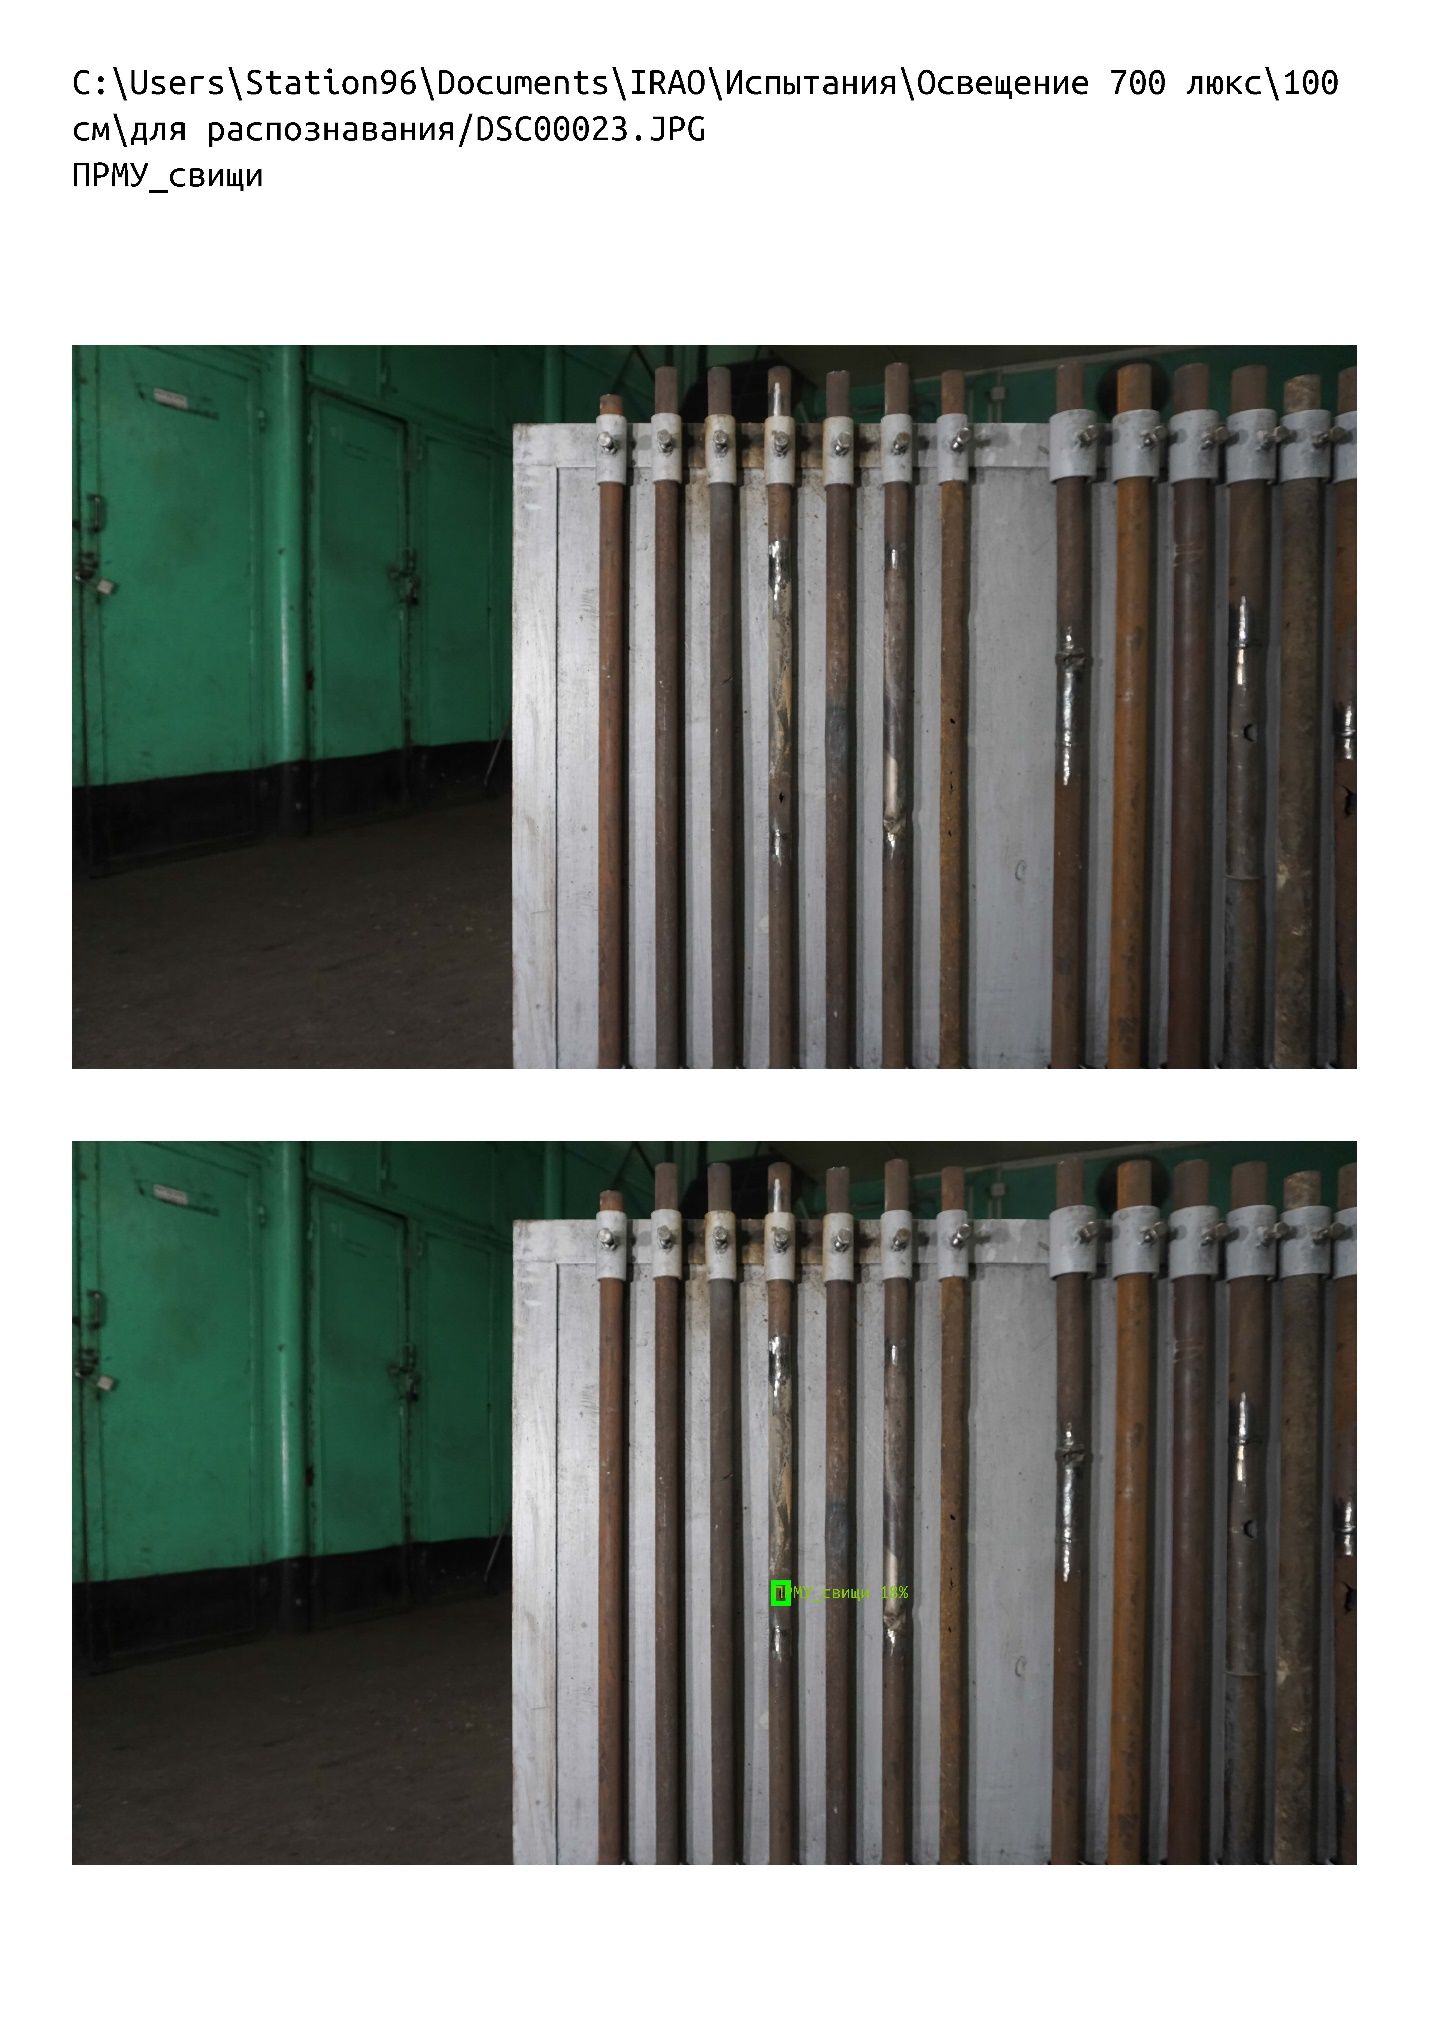 C:\Users\Station96\Documents\IRAO\Испытания\Освещение 700 люкс\100
см\для распознавания/DSC00023.JPG
ПРМУ_свищи
ПРМУ_свищи 18%